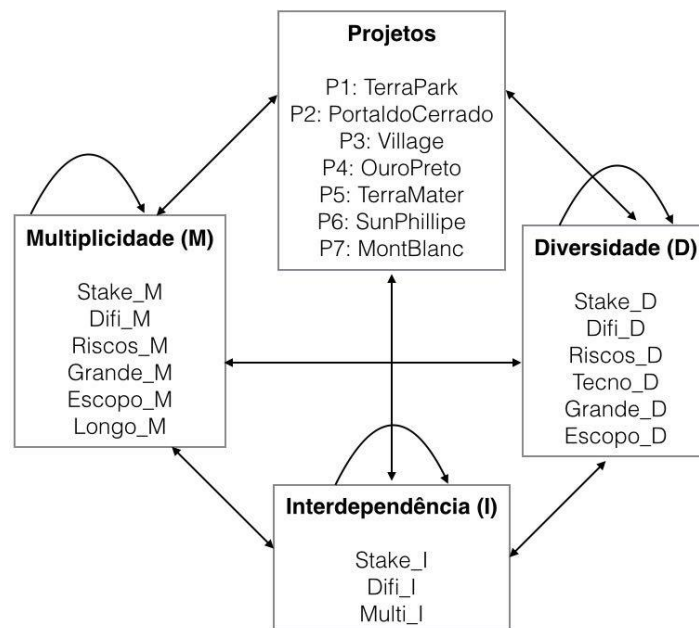 Projetos
P1: TerraPark
P2: PortaldoCerrado
P3: Village
P4: OuroPreto
P5: TerraMater
P6: SunPhillipe
P7: MontBlanc
Multiplicidade (M)
Stake_M
Difi_M
Riscos_M
Grande_M
Escopo_M
Longo_M
Diversidade (D)
Stake_D
Difi_D
Riscos_D
Tecno_D
Grande_D
Escopo_D
Interdependência (I)
Stake_I
Difi_I
Multi_I